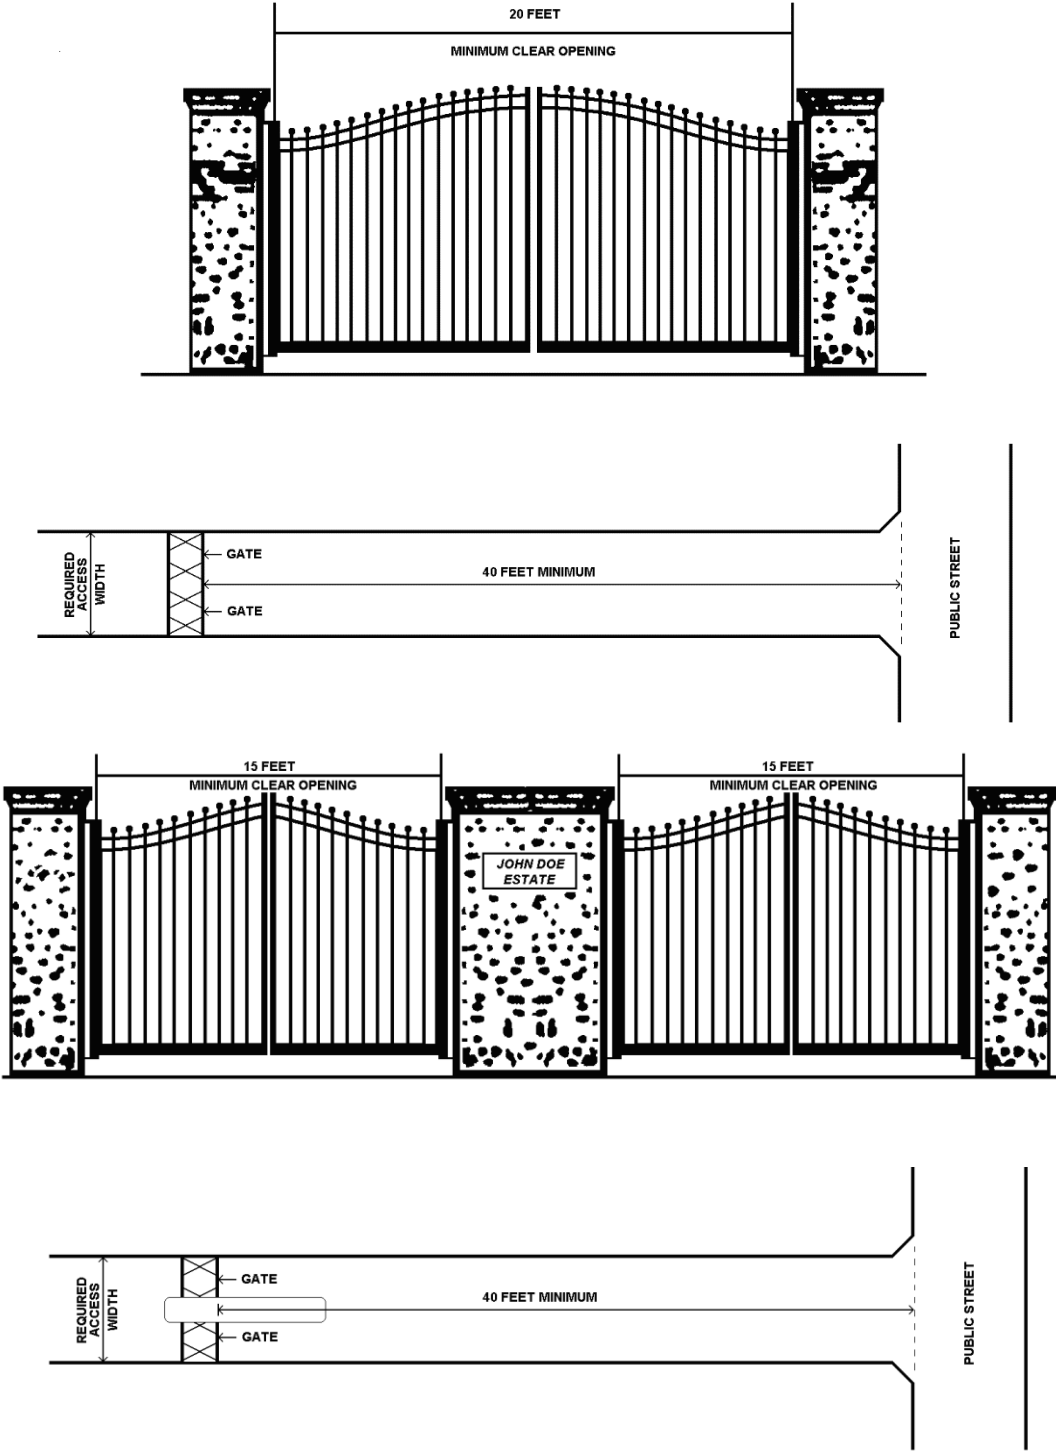 20 FEET
MINIMUM CLEAR OPENING
REQUIRED
ACCESS
WIDTH
GATE
40 FEET MINIMUM
GATE
PUBLIC STREET
15 FEET
MINIMUM CLEAR OPENING
15 FEET
MINIMUM CLEAR OPENING
JOHN DOE
ESTATE
REQUIRED
ACCESS
WIDTH
GATE
40 FEET MINIMUM
GATE
PUBLIC STREET